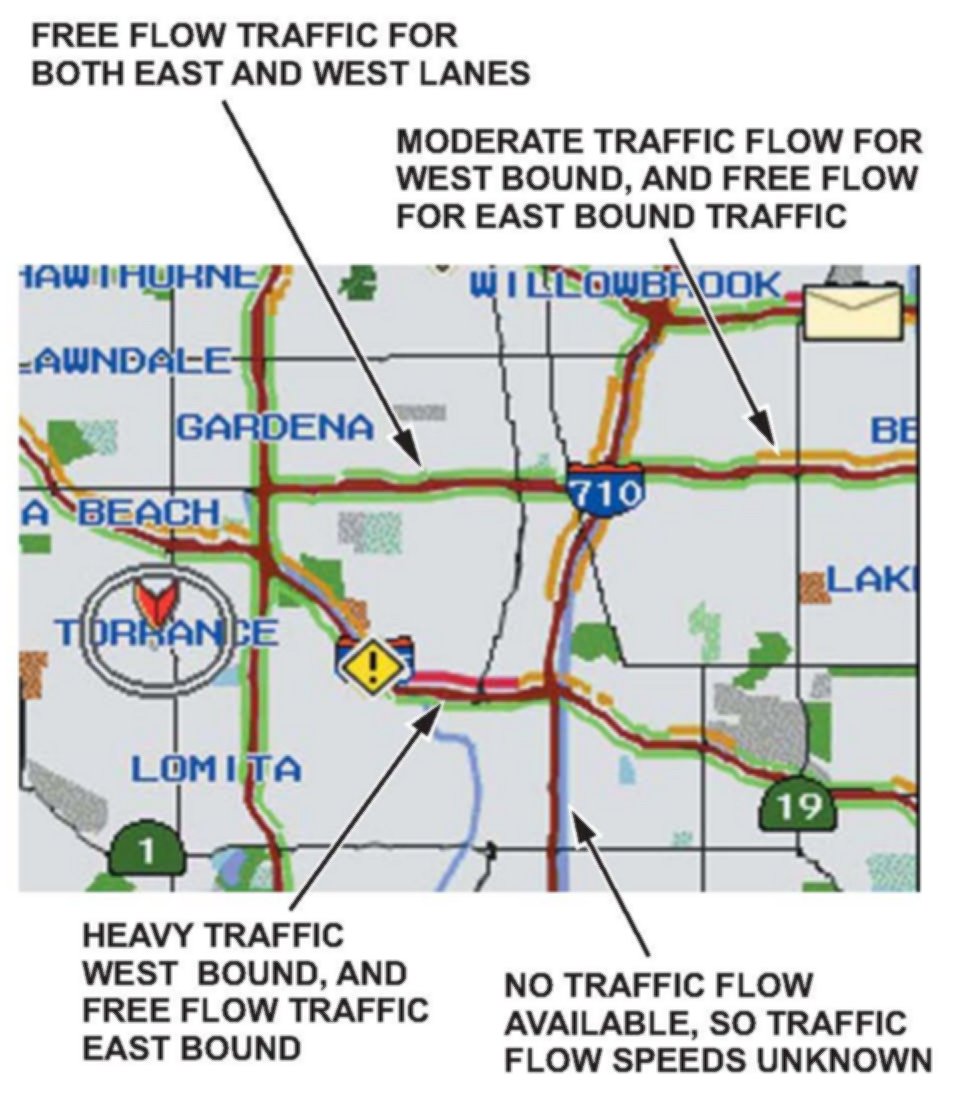 FREE FLOW TRAFFIC FOR
BOTH EAST AND WEST LANES
MODERATE TRAFFIC FLOW FOR
WEST BOUND, AND FREE FLOW
FOR EAST BOUND TRAFFIC
HAWTHORNE
WILLOWBROOK
LAWNDALE
GARDENA
BE
710
A BEACH
LAK
TORRANCE
!
LOMITA
19
1
HEAVY TRAFFIC
WEST BOUND, AND
FREE FLOW TRAFFIC
EAST BOUND
NO TRAFFIC FLOW
AVAILABLE, SO TRAFFIC
FLOW SPEEDS UNKNOWN